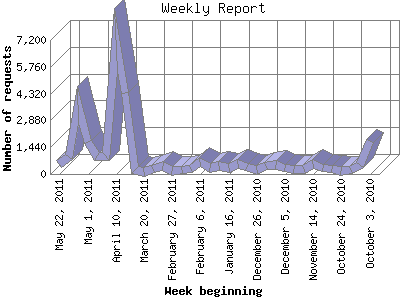 Weekly Report
Number of requests
7,200
5,760
4,320
2,880
1,440
0
May 22, 2011
May 1, 2011
April 10, 2011
March 20, 2011
February 27, 2011
February 6, 2011
January 16, 2011
December 26, 2010
December 5, 2010
November 14, 2010
October 24, 2010
October 3, 2010
Week beginning